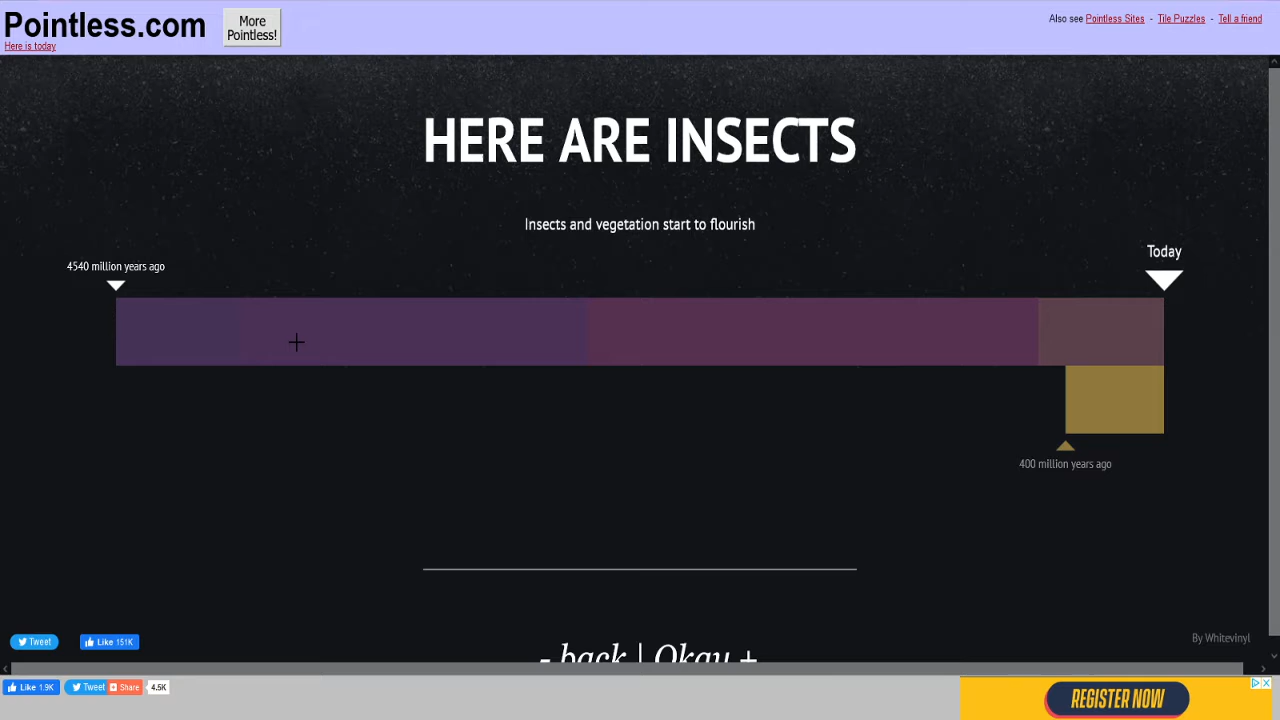 Pointless.com
More
Pointless!
Also see Pointless Sites - Tile Puzzles - Tell a friend
Here is today
HERE ARE INSECTS
Insects and vegetation start to flourish
Today
4540 million years ago
400 million years ago
- back | Okay +
Tweet
Like 151K
By Whitevinyl
Like 1.9K
Tweet
Share
4.5K
REGISTER NOW